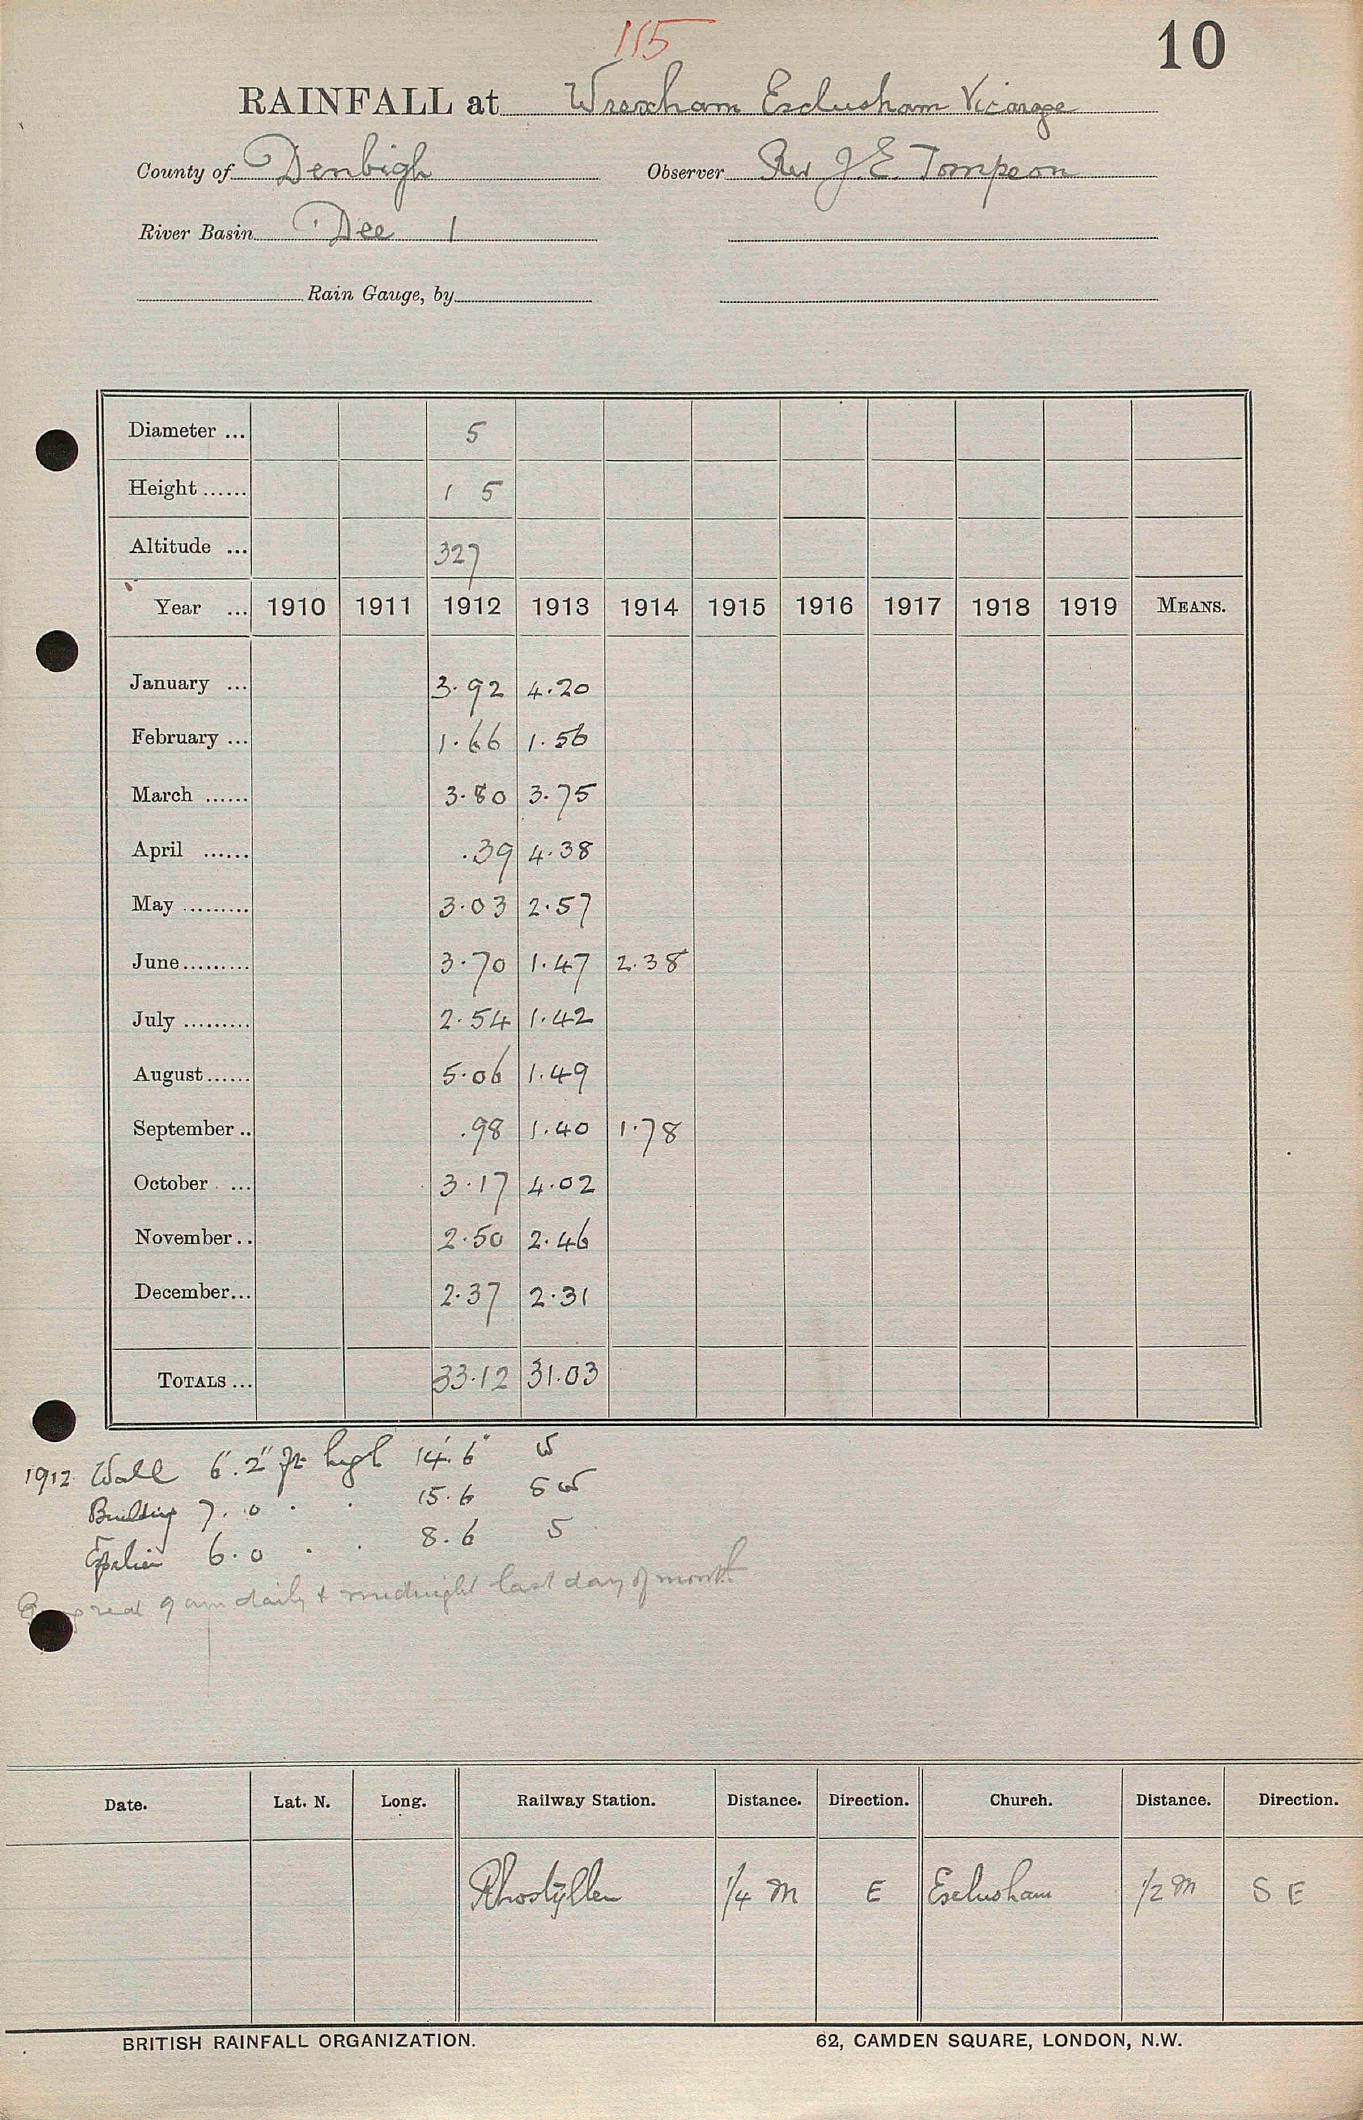 115
10
RAINFALL at Wrexham Esclusham Vicarage
County of Denbigh Observer Rev J. E. Tompson
River Basin Dee 1
Rain Gauge, by
Diameter ... 5
Height ...... 1 5
Altitude ... 327
Year ... 1910 1911 1912 1913 1914 1915 1916 1917 1918 1919 MEANS.
January ... 3.92 4.20
February ... 1.66 1.56
March ...... 3.80 3.75
April ...... .39 4.38
May ......... 3.03 2.57
June ......... 3.70 1.47 2.38
July ......... 2.54 1.42
August ...... 5.06 1.49
September .. .98 1.40 1.78
October ... 3.17 4.02
November .. 2.50 2.46
December ... 2.37 2.31
TOTALS ... 33.12 31.03
1912 Wall 6'.2" ft high 14'.6" W
Building 7.0 . . 15.6 SW
6.0 . . 8.6 S
read 9 am daily & midnight last day of month
Date. Lat. N. Long. Railway Station. Distance. Direction. Church. Distance. Direction.
Rhostyllen 1/4 m E Esclusham 1/2 m S E
BRITISH RAINFALL ORGANIZATION. 62, CAMDEN SQUARE, LONDON, N.W.